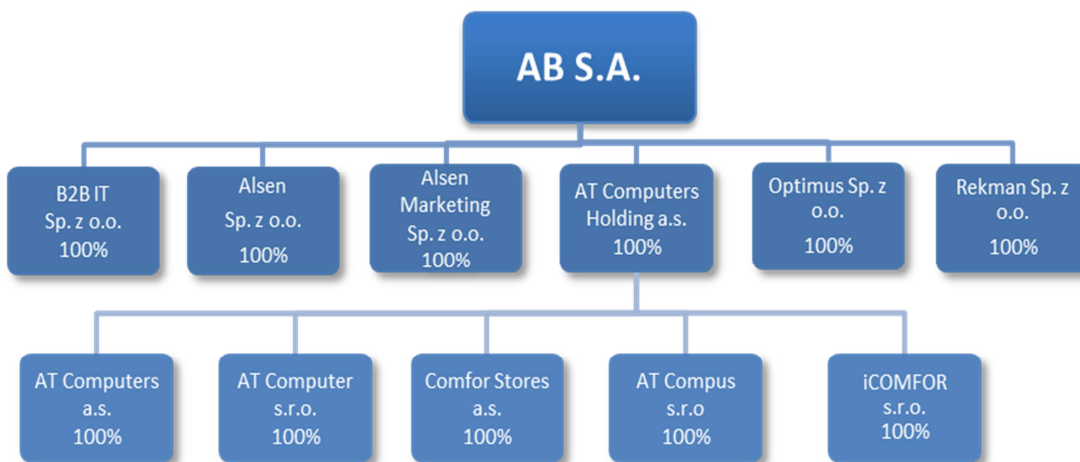 AB S.A.
B2B IT
Sp. z o.o.
100%
Alsen
Sp. z o.o.
100%
Alsen
Marketing
Sp. z o.o.
100%
AT Computers
Holding a.s.
100%
Optimus Sp. z
o.o.
100%
Rekman Sp. z
o.o.
100%
AT Computers
a.s.
100%
AT Computer
s.r.o.
100%
Comfor Stores
a.s.
100%
AT Compus
s.r.o
100%
iCOMFOR
s.r.o.
100%